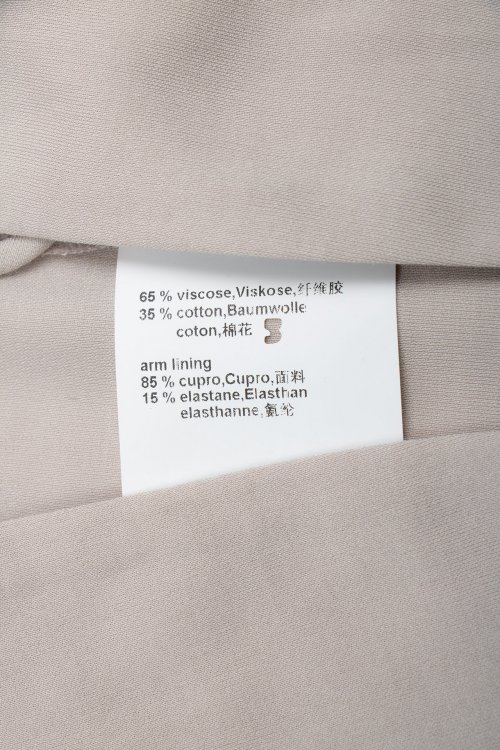 65 % viscose,Viskose,纤维胶
35 % cotton,Baumwolle
coton,棉花
arm lining
85 % cupro,Cupro,面料
15 % elastane,Elasthan
elasthanne,氨纶